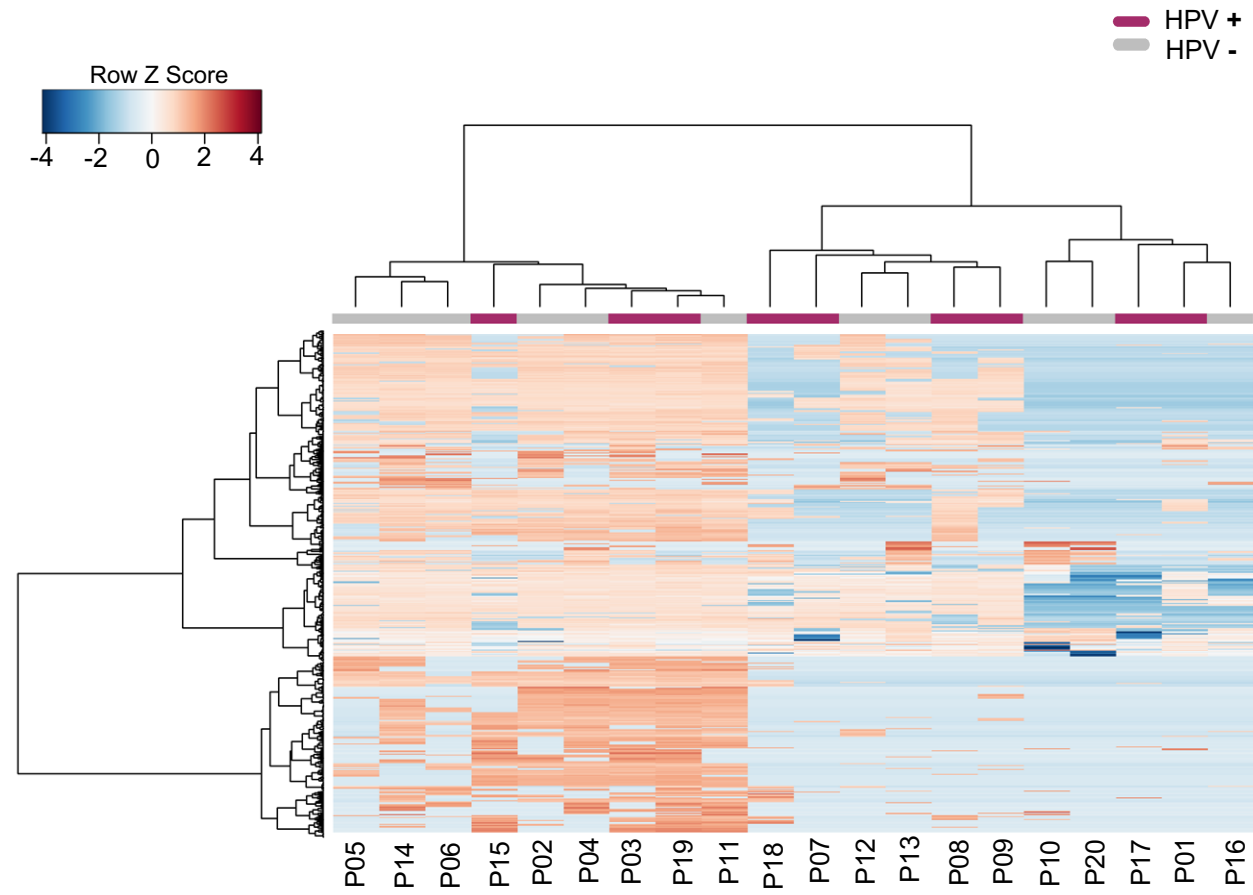 HPV +
HPV -
Row Z Score
-4 -2 0 2 4
P05 P14 P06 P15 P02 P04 P03 P19 P11 P18 P07 P12 P13 P08 P09 P10 P20 P17 P01 P16